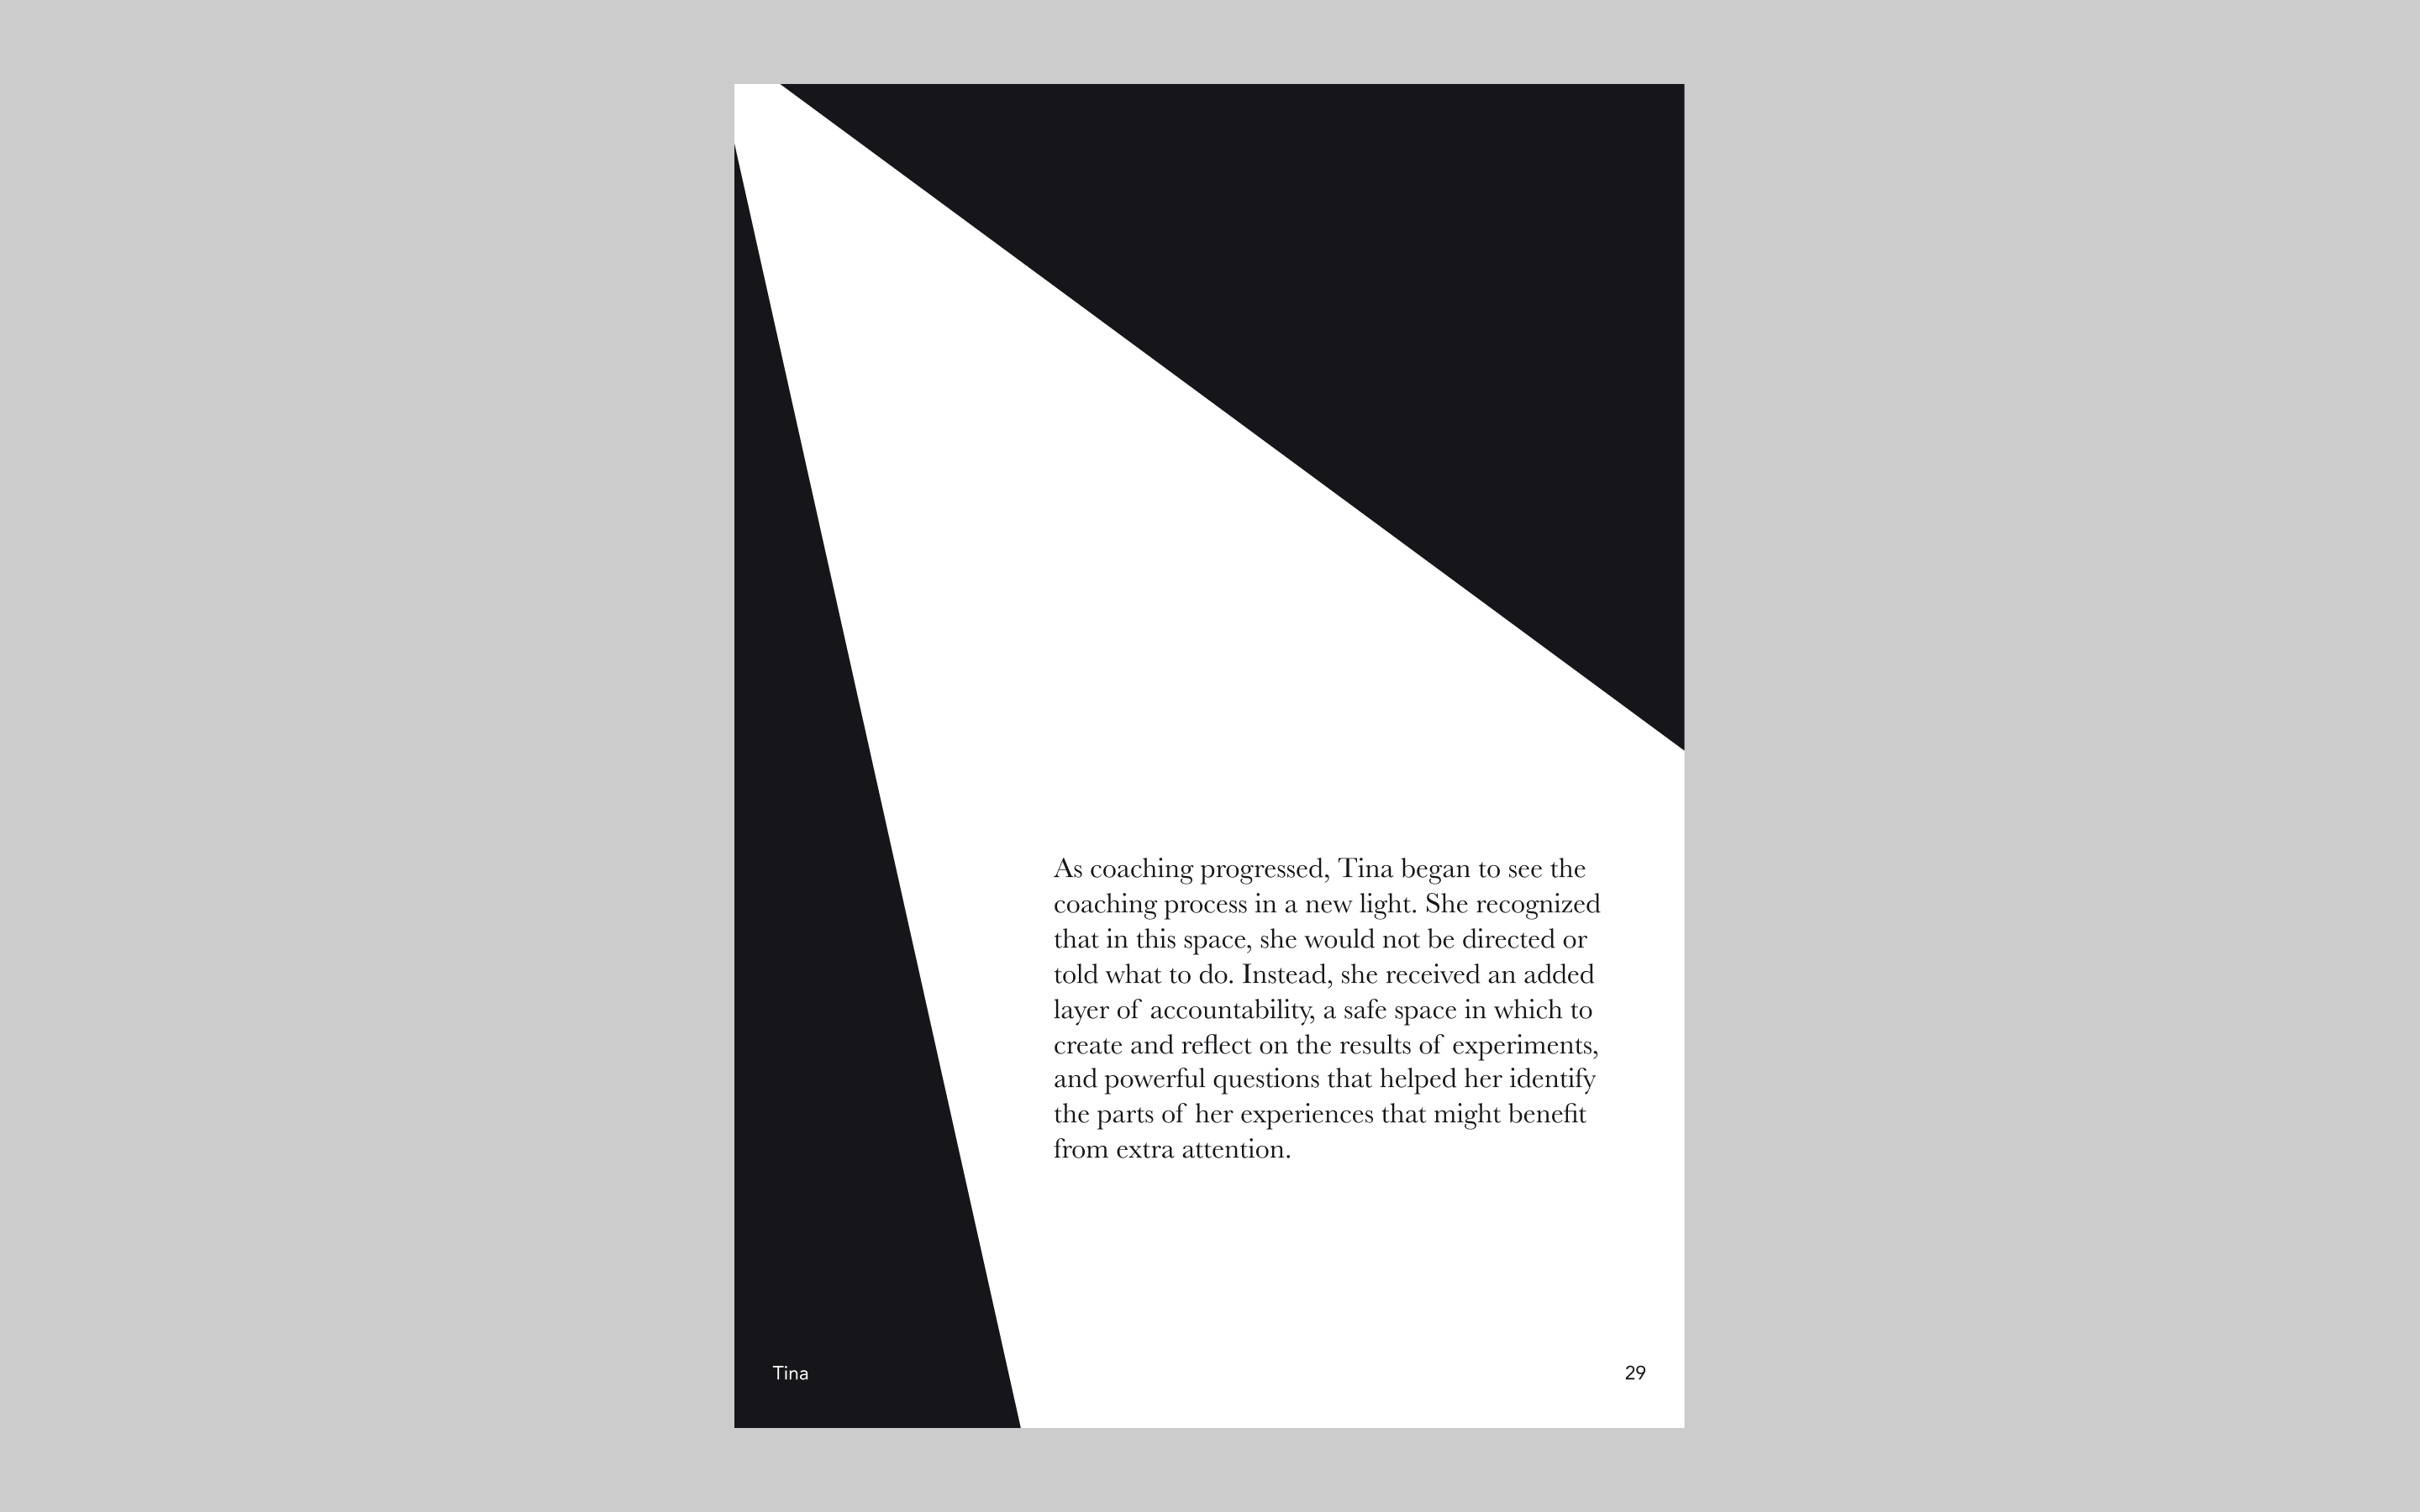 As coaching progressed, Tina began to see the
coaching process in a new light. She recognized
that in this space, she would not be directed or
told what to do. Instead, she received an added
layer of accountability, a safe space in which to
create and reflect on the results of experiments,
and powerful questions that helped her identify
the parts of her experiences that might benefit
from extra attention.
Tina
29